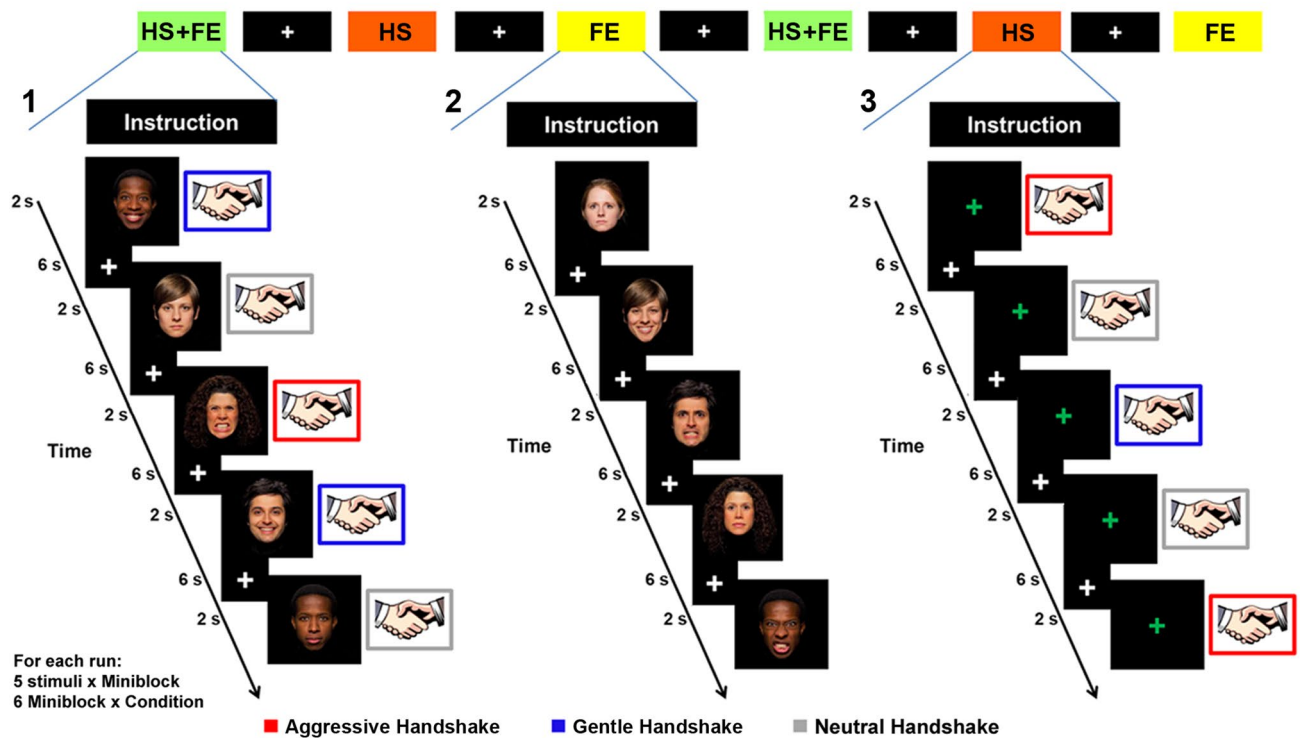 HS+FE + HS + FE + HS+FE + HS + FE
1 2 3
Instruction Instruction Instruction
2 s 2 s 2 s
6 s 6 s 6 s
2 s 2 s 2 s
6 s 6 s 6 s
2 s 2 s 2 s
Time Time Time
6 s 6 s 6 s
2 s 2 s 2 s
6 s 6 s 6 s
2 s 2 s 2 s
For each run:
5 stimuli x Miniblock
6 Miniblock x Condition
Aggressive Handshake Gentle Handshake Neutral Handshake